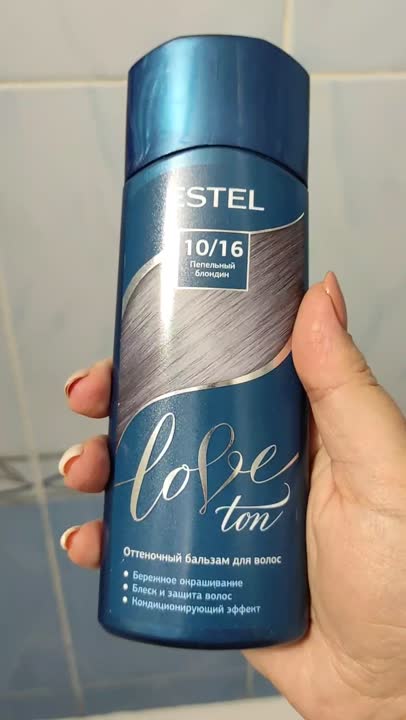 ESTEL
10/16
Пепельный
блондин
love
ton
Оттеночный бальзам для волос
• Бережное окрашивание
• Блеск и защита волос
• Кондиционирующий эффект